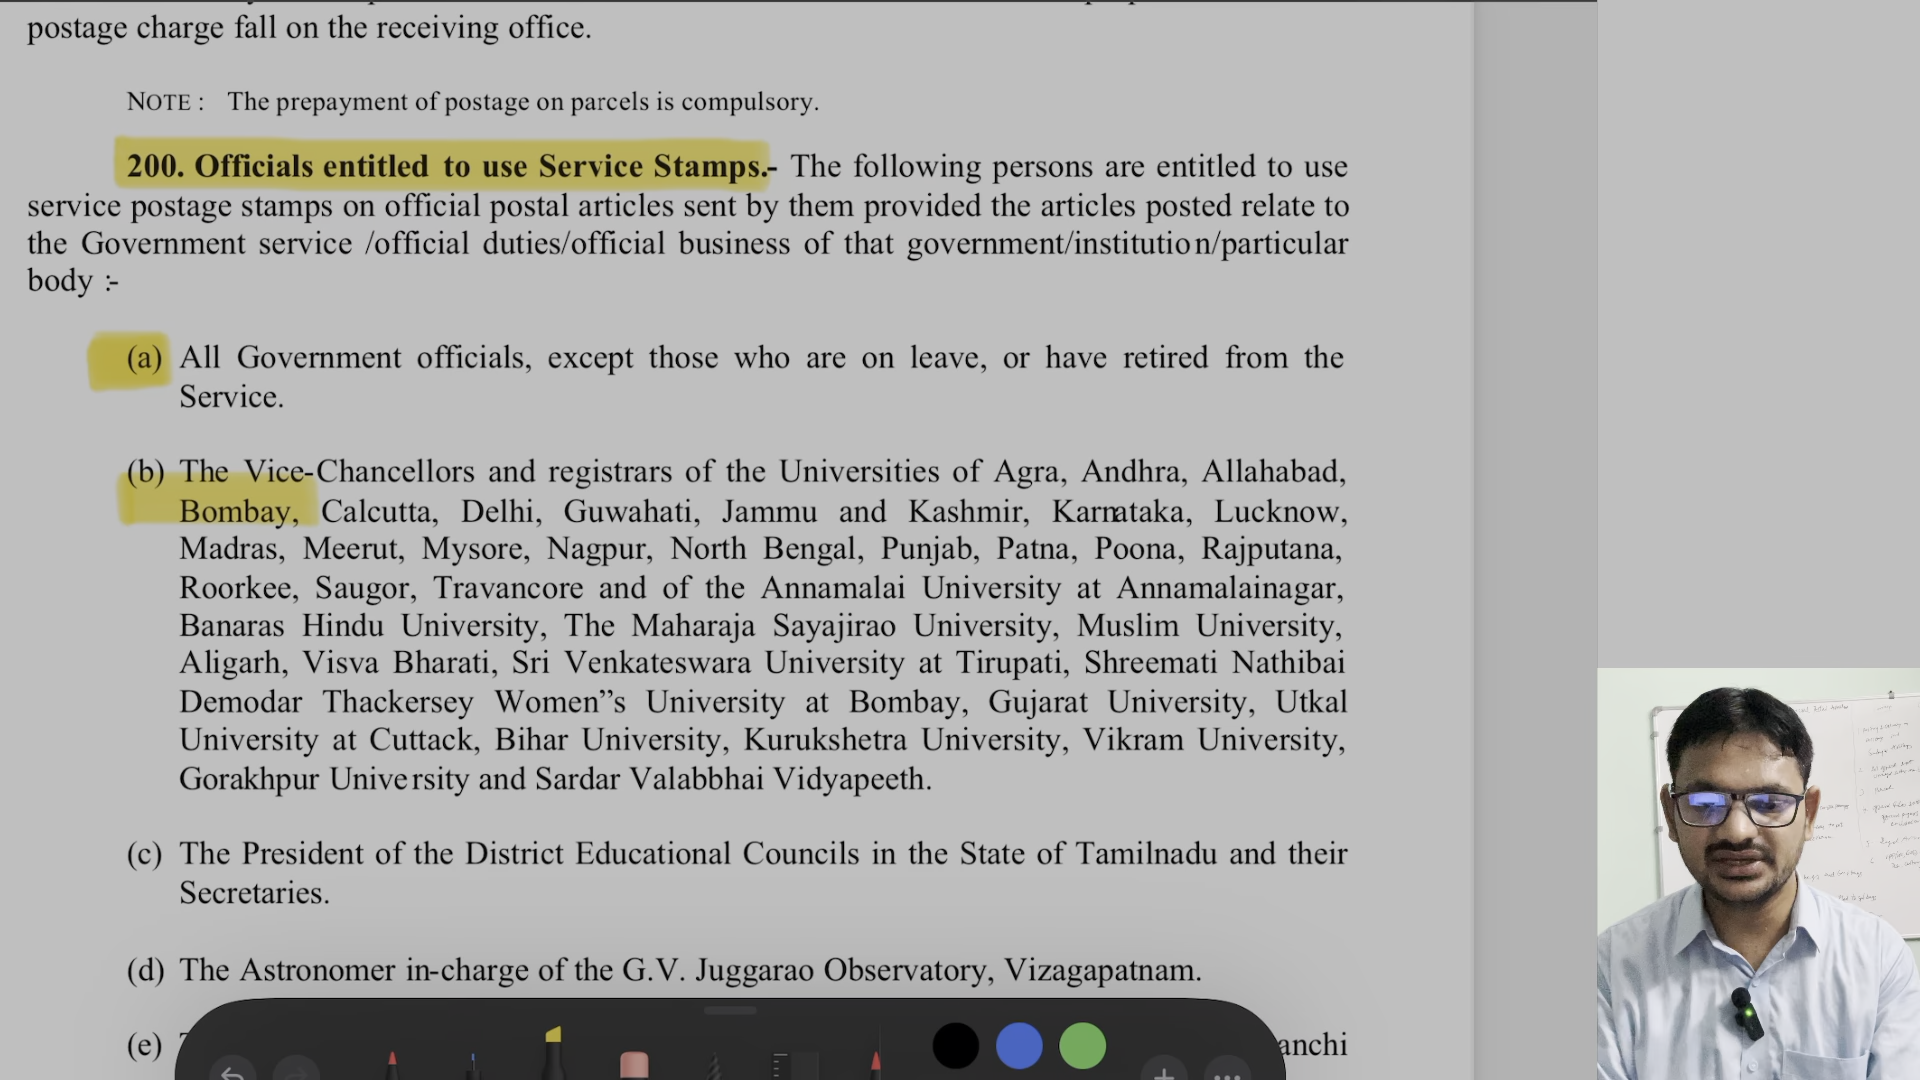 postage charge fall on the receiving office.
NOTE : The prepayment of postage on parcels is compulsory.
200. Officials entitled to use Service Stamps.- The following persons are entitled to use
service postage stamps on official postal articles sent by them provided the articles posted relate to
the Government service /official duties/official business of that government/institution/particular
body :-
(a) All Government officials, except those who are on leave, or have retired from the
Service.
(b) The Vice-Chancellors and registrars of the Universities of Agra, Andhra, Allahabad,
Bombay, Calcutta, Delhi, Guwahati, Jammu and Kashmir, Karnataka, Lucknow,
Madras, Meerut, Mysore, Nagpur, North Bengal, Punjab, Patna, Poona, Rajputana,
Roorkee, Saugor, Travancore and of the Annamalai University at Annamalainagar,
Banaras Hindu University, The Maharaja Sayajirao University, Muslim University,
Aligarh, Visva Bharati, Sri Venkateswara University at Tirupati, Shreemati Nathibai
Demodar Thackersey Women”s University at Bombay, Gujarat University, Utkal
University at Cuttack, Bihar University, Kurukshetra University, Vikram University,
Gorakhpur University and Sardar Valabbhai Vidyapeeth.
(c) The President of the District Educational Councils in the State of Tamilnadu and their
Secretaries.
(d) The Astronomer in-charge of the G.V. Juggarao Observatory, Vizagapatnam.
(e) anchi